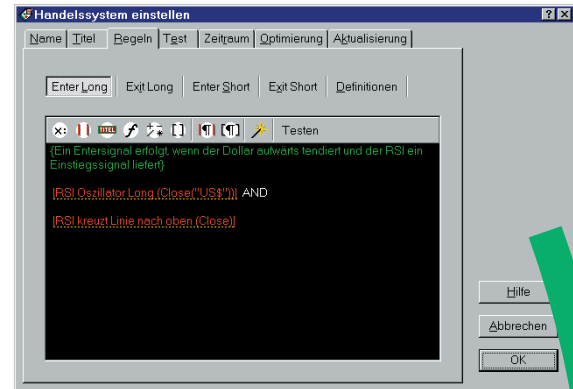 Handelssystem einstellen
Name Titel Regeln Test Zeitraum Optimierung Aktualisierung
Enter Long Exit Long Enter Short Exit Short Definitionen
x: TITEL f [] [¶] Testen
{Ein Entersignal erfolgt, wenn der Dollar aufwärts tendiert und der RSI ein
Einstiegssignal liefert}
|RSI Oszillator Long (Close("US$"))| AND
|RSI kreuzt Linie nach oben (Close)|
Hilfe
Abbrechen
OK